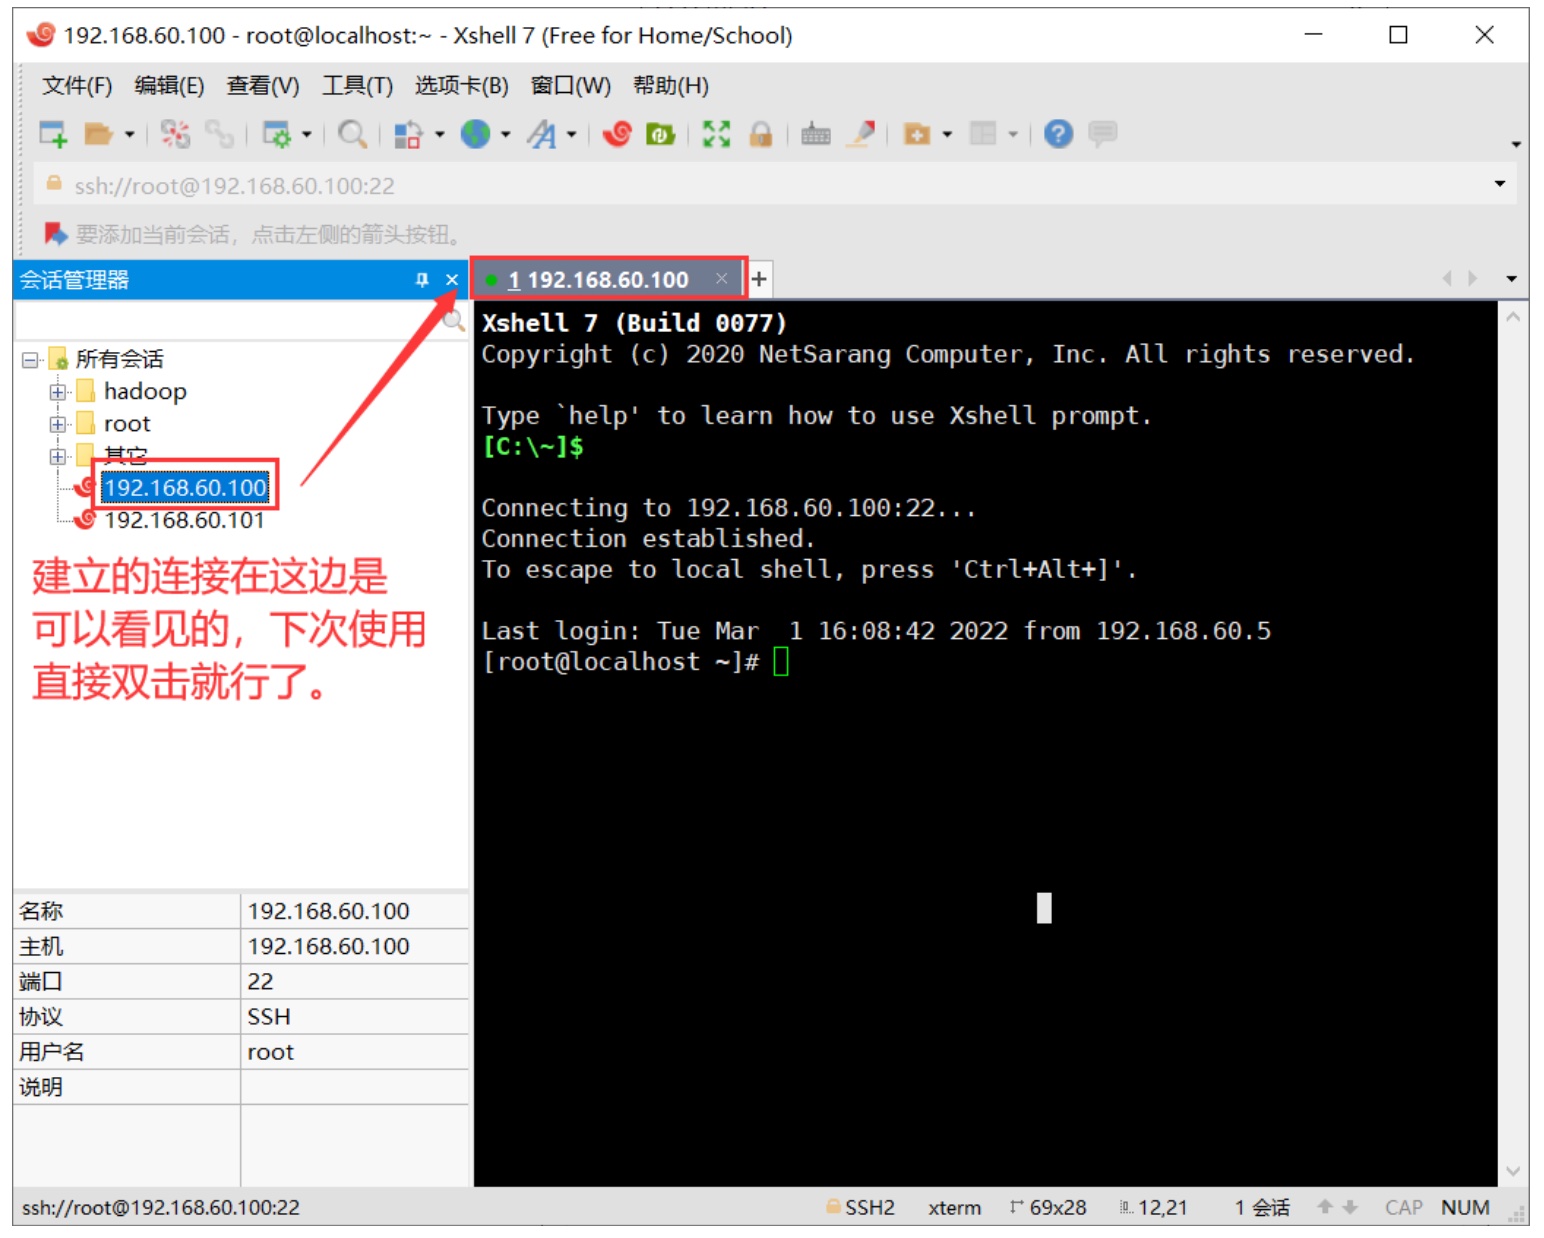 192.168.60.100 - root@localhost:~ - Xshell 7 (Free for Home/School)
文件(F) 编辑(E) 查看(V) 工具(T) 选项卡(B) 窗口(W) 帮助(H)
ssh://root@192.168.60.100:22
要添加当前会话，点击左侧的箭头按钮。
会话管理器
1 192.168.60.100
所有会话
hadoop
root
其它
192.168.60.100
192.168.60.101
建立的连接在这边是
可以看见的，下次使用
直接双击就行了。
Xshell 7 (Build 0077)
Copyright (c) 2020 NetSarang Computer, Inc. All rights reserved.
Type `help' to learn how to use Xshell prompt.
[C:\~]$
Connecting to 192.168.60.100:22...
Connection established.
To escape to local shell, press 'Ctrl+Alt+]'.
Last login: Tue Mar  1 16:08:42 2022 from 192.168.60.5
[root@localhost ~]#
名称 192.168.60.100
主机 192.168.60.100
端口 22
协议 SSH
用户名 root
说明
ssh://root@192.168.60.100:22 SSH2 xterm 69x28 12,21 1 会话 CAP NUM